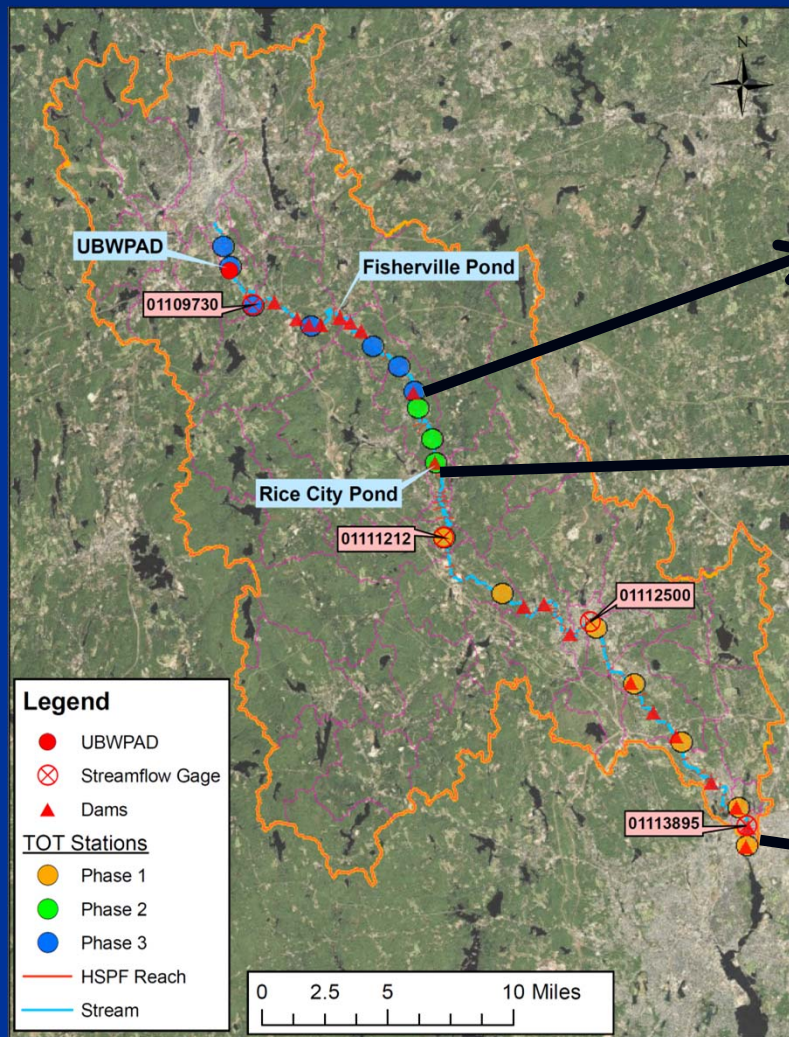 N
UBWPAD
Fisherville Pond
01109730
Rice City Pond
01111212
01112500
01113895
Legend
UBWPAD
Streamflow Gage
Dams
TOT Stations
Phase 1
Phase 2
Phase 3
HSPF Reach
Stream
0 2.5 5 10 Miles